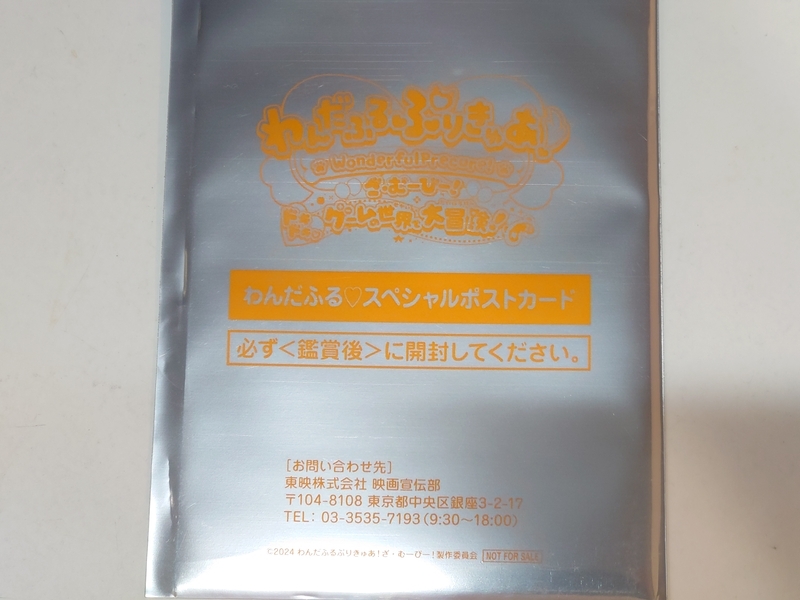 わんだふるぷりきゅあ!
WonderfulPrecure!
ざ・むーびー!
ドキドキ♡ゲームの世界で大冒険!
わんだふる♡スペシャルポストカード
必ず<鑑賞後>に開封してください。
[お問い合わせ先]
東映株式会社 映画宣伝部
〒104-8108 東京都中央区銀座3-2-17
TEL: 03-3535-7193(9:30~18:00)
©2024 わんだふるぷりきゅあ!ざ・むーびー!製作委員会 NOT FOR SALE